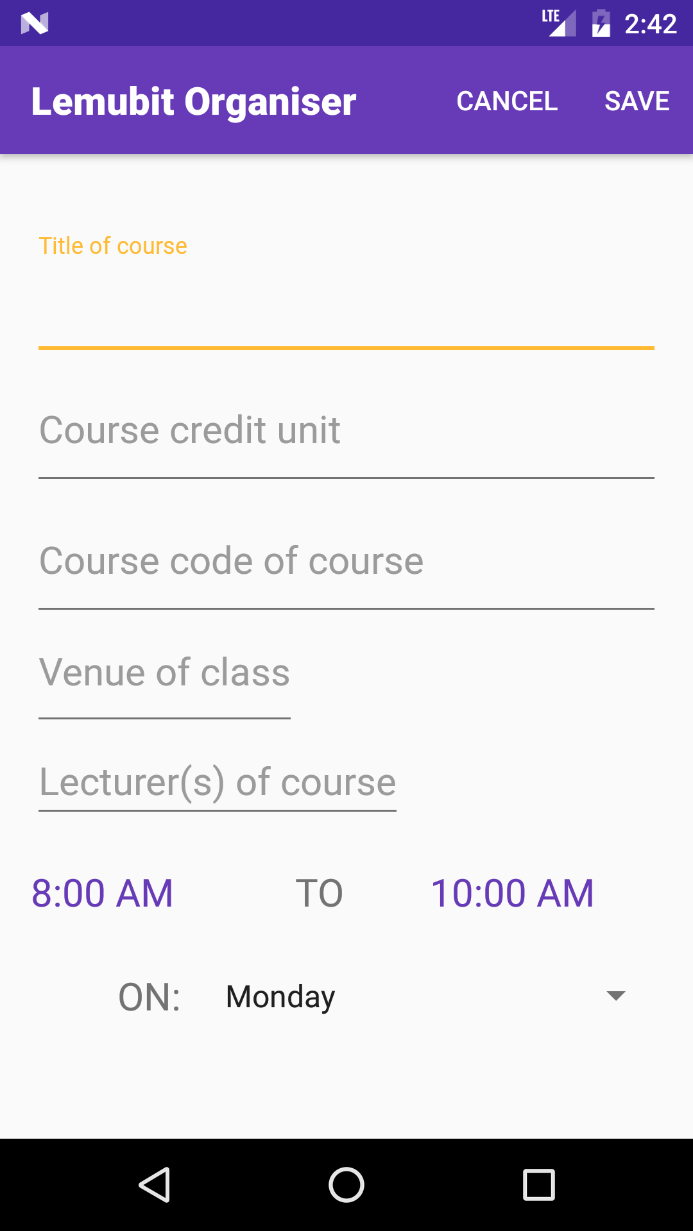 LTE 2:42
Lemubit Organiser CANCEL SAVE
Title of course
Course credit unit
Course code of course
Venue of class
Lecturer(s) of course
8:00 AM TO 10:00 AM
ON: Monday